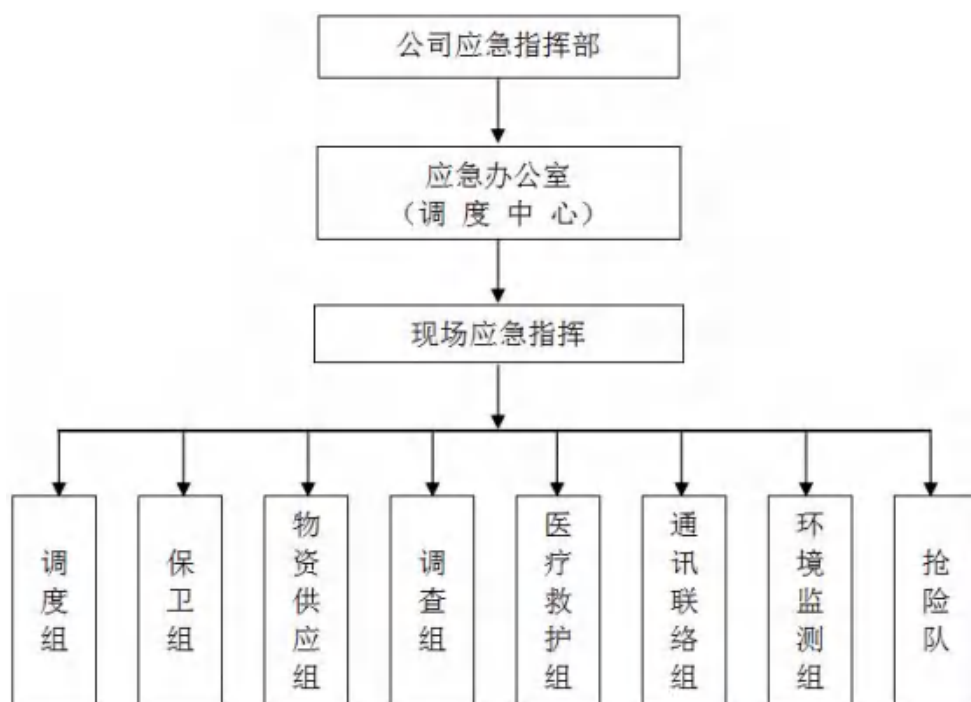 公司应急指挥部
应急办公室
（调 度 中 心）
现场应急指挥
调度组
保卫组
物资供应组
调查组
医疗救护组
通讯联络组
环境监测组
抢险队